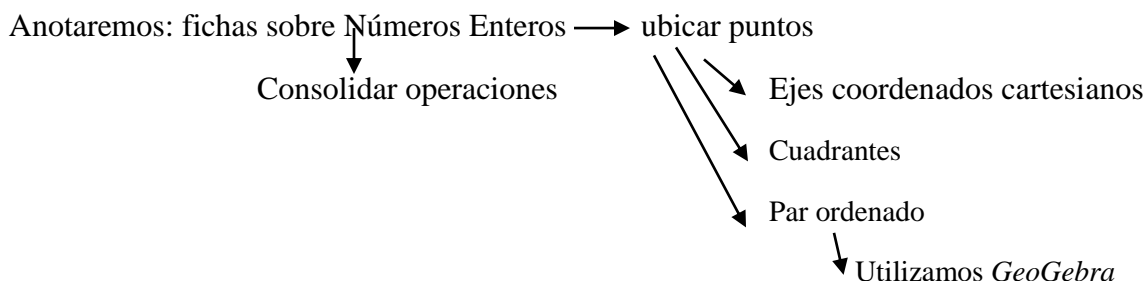 Anotaremos: fichas sobre Números Enteros ubicar puntos
Consolidar operaciones
Ejes coordenados cartesianos
Cuadrantes
Par ordenado
Utilizamos GeoGebra